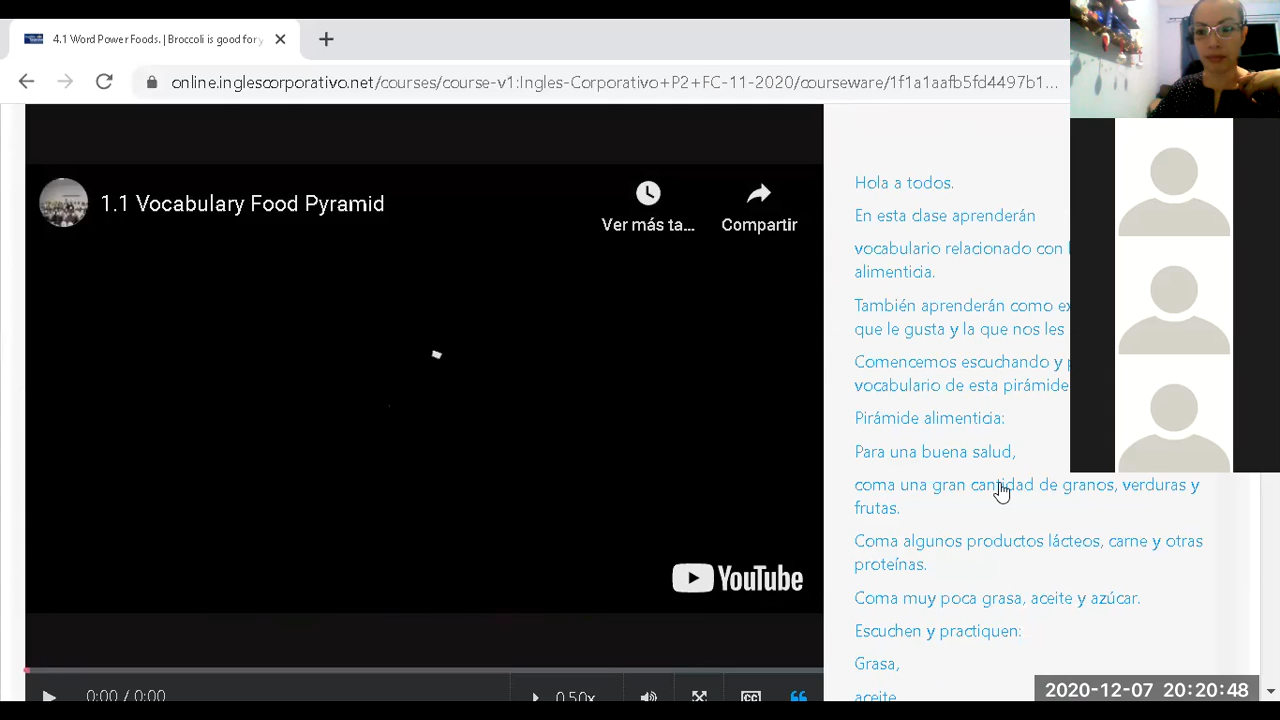 4.1 Word Power Foods. | Broccoli is good for y
online.inglescorporativo.net/courses/course-v1:Ingles-Corporativo+P2+FC-11-2020/courseware/1f1a1aafb5fd4497b1...
1.1 Vocabulary Food Pyramid
Ver más ta...
Compartir
YouTube
0:00 / 0:00
0.50x
CC
Hola a todos.
En esta clase aprenderán
vocabulario relacionado con
alimenticia.
También aprenderán como
que le gusta y la que nos les
Comencemos escuchando y
vocabulario de esta pirámide
Pirámide alimenticia:
Para una buena salud,
coma una gran cantidad de granos, verduras y
frutas.
Coma algunos productos lácteos, carne y otras
proteínas.
Coma muy poca grasa, aceite y azúcar.
Escuchen y practiquen:
Grasa,
aceite
2020-12-07 20:20:48